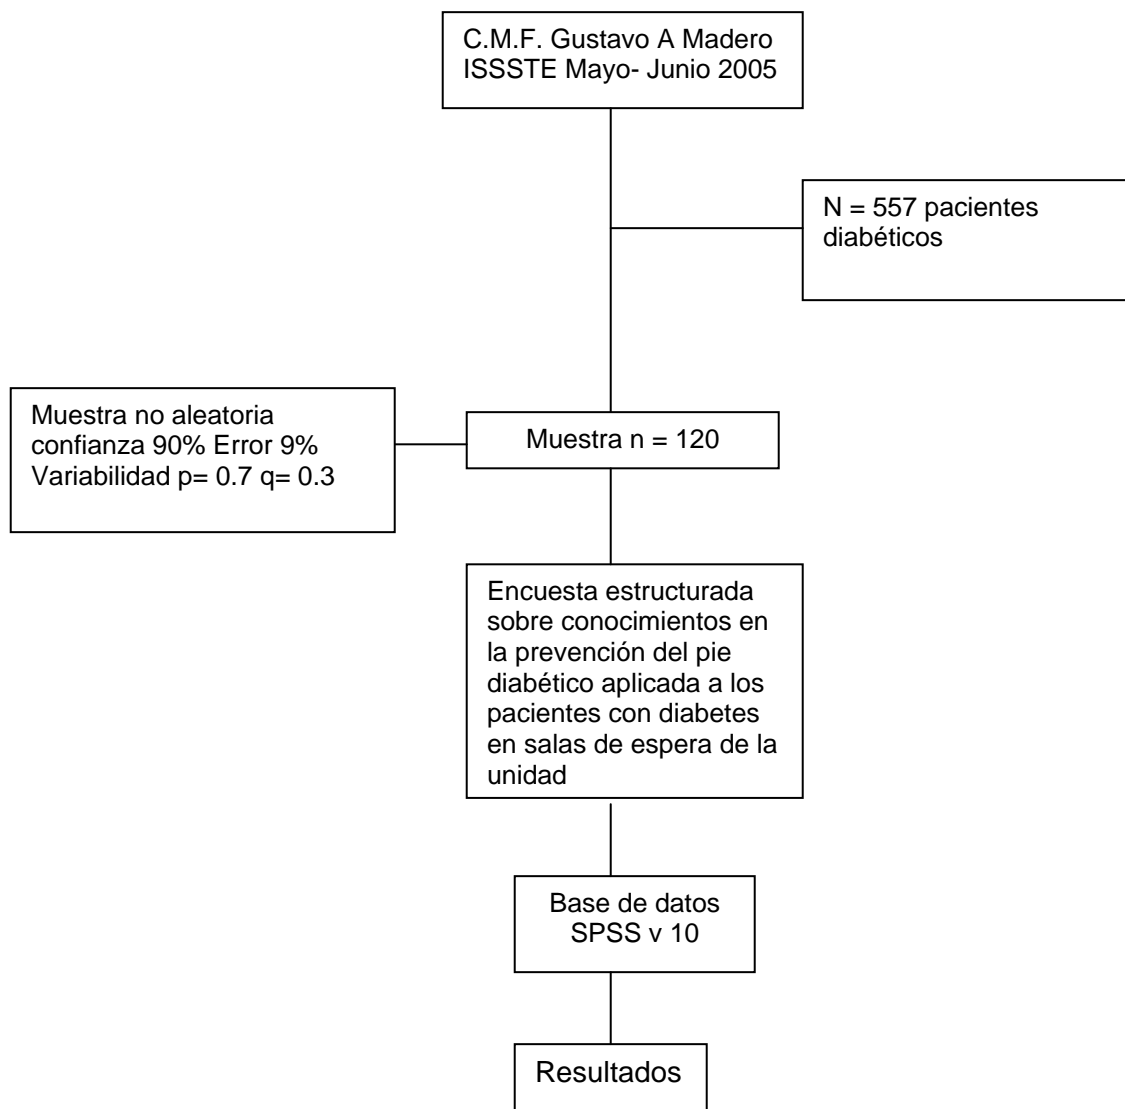 C.M.F. Gustavo A Madero
ISSSTE Mayo- Junio 2005
N = 557 pacientes
diabéticos
Muestra no aleatoria
confianza 90% Error 9%
Variabilidad p= 0.7 q= 0.3
Muestra n = 120
Encuesta estructurada
sobre conocimientos en
la prevención del pie
diabético aplicada a los
pacientes con diabetes
en salas de espera de la
unidad
Base de datos
SPSS v 10
Resultados